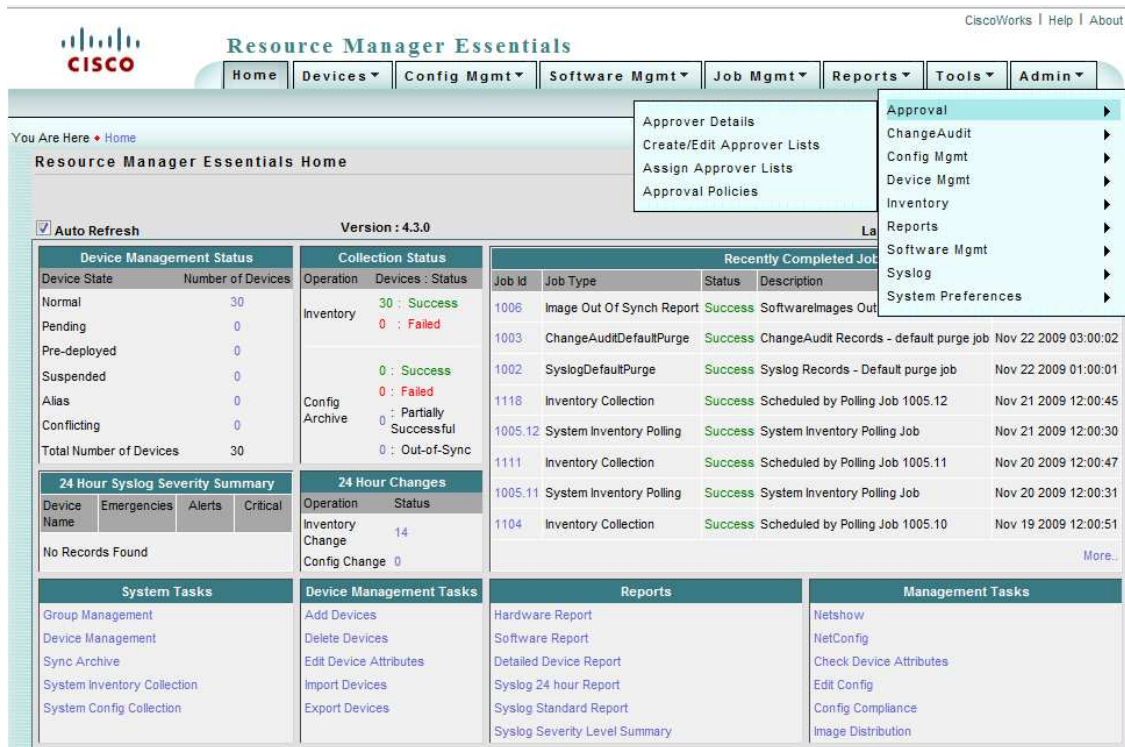 CiscoWorks | Help | About
CISCO
Resource Manager Essentials
Home Devices Config Mgmt Software Mgmt Job Mgmt Reports Tools Admin
You Are Here Home
Resource Manager Essentials Home
Approver Details
Create/Edit Approver Lists
Assign Approver Lists
Approval Policies
Approval
ChangeAudit
Config Mgmt
Device Mgmt
Inventory
Reports
Software Mgmt
Syslog
System Preferences
Auto Refresh Version : 4.3.0 La
Device Management Status
Device State Number of Devices
Normal 30
Pending 0
Pre-deployed 0
Suspended 0
Alias 0
Conflicting 0
Total Number of Devices 30
Collection Status
Operation Devices : Status
Inventory
30 : Success
0 : Failed
Config Archive
0 : Success
0 : Failed
0 : Partially Successful
0 : Out-of-Sync
Recently Completed Job
Job Id Job Type Status Description
1006 Image Out Of Synch Report Success SoftwareImages Out
1003 ChangeAuditDefaultPurge Success ChangeAudit Records - default purge job Nov 22 2009 03:00:02
1002 SyslogDefaultPurge Success Syslog Records - Default purge job Nov 22 2009 01:00:01
1118 Inventory Collection Success Scheduled by Polling Job 1005.12 Nov 21 2009 12:00:45
1005.12 System Inventory Polling Success System Inventory Polling Job Nov 21 2009 12:00:30
1111 Inventory Collection Success Scheduled by Polling Job 1005.11 Nov 20 2009 12:00:47
1005.11 System Inventory Polling Success System Inventory Polling Job Nov 20 2009 12:00:31
1104 Inventory Collection Success Scheduled by Polling Job 1005.10 Nov 19 2009 12:00:51
More..
24 Hour Syslog Severity Summary
Device Name Emergencies Alerts Critical
No Records Found
24 Hour Changes
Operation Status
Inventory Change 14
Config Change 0
System Tasks
Group Management
Device Management
Sync Archive
System Inventory Collection
System Config Collection
Device Management Tasks
Add Devices
Delete Devices
Edit Device Attributes
Import Devices
Export Devices
Reports
Hardware Report
Software Report
Detailed Device Report
Syslog 24 hour Report
Syslog Standard Report
Syslog Severity Level Summary
Management Tasks
Netshow
NetConfig
Check Device Attributes
Edit Config
Config Compliance
Image Distribution